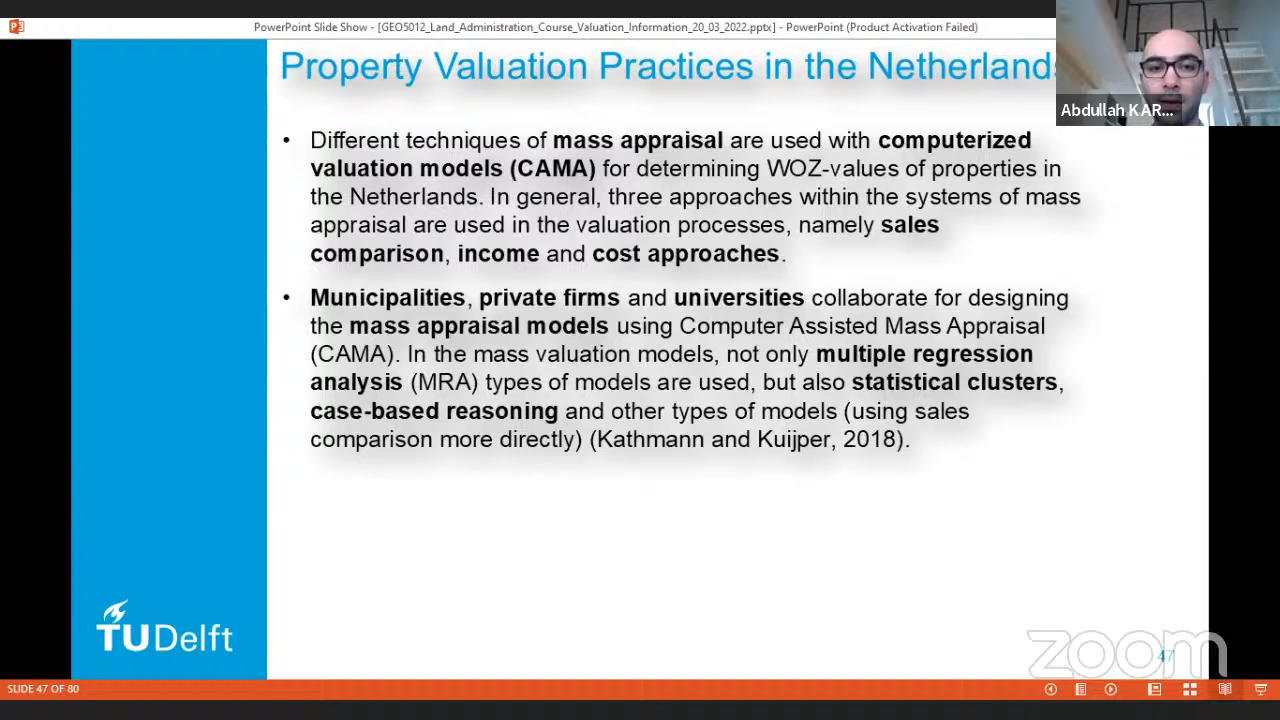 PowerPoint Slide Show - [GEO5012_Land_Administration_Course_Valuation_Information_20_03_2022.pptx] - PowerPoint (Product Activation Failed)
Property Valuation Practices in the Netherlands
Abdullah KAR...
• Different techniques of mass appraisal are used with computerized
valuation models (CAMA) for determining WOZ-values of properties in
the Netherlands. In general, three approaches within the systems of mass
appraisal are used in the valuation processes, namely sales
comparison, income and cost approaches.
• Municipalities, private firms and universities collaborate for designing
the mass appraisal models using Computer Assisted Mass Appraisal
(CAMA). In the mass valuation models, not only multiple regression
analysis (MRA) types of models are used, but also statistical clusters,
case-based reasoning and other types of models (using sales
comparison more directly) (Kathmann and Kuijper, 2018).
TUDelft
zoom
47
SLIDE 47 OF 80